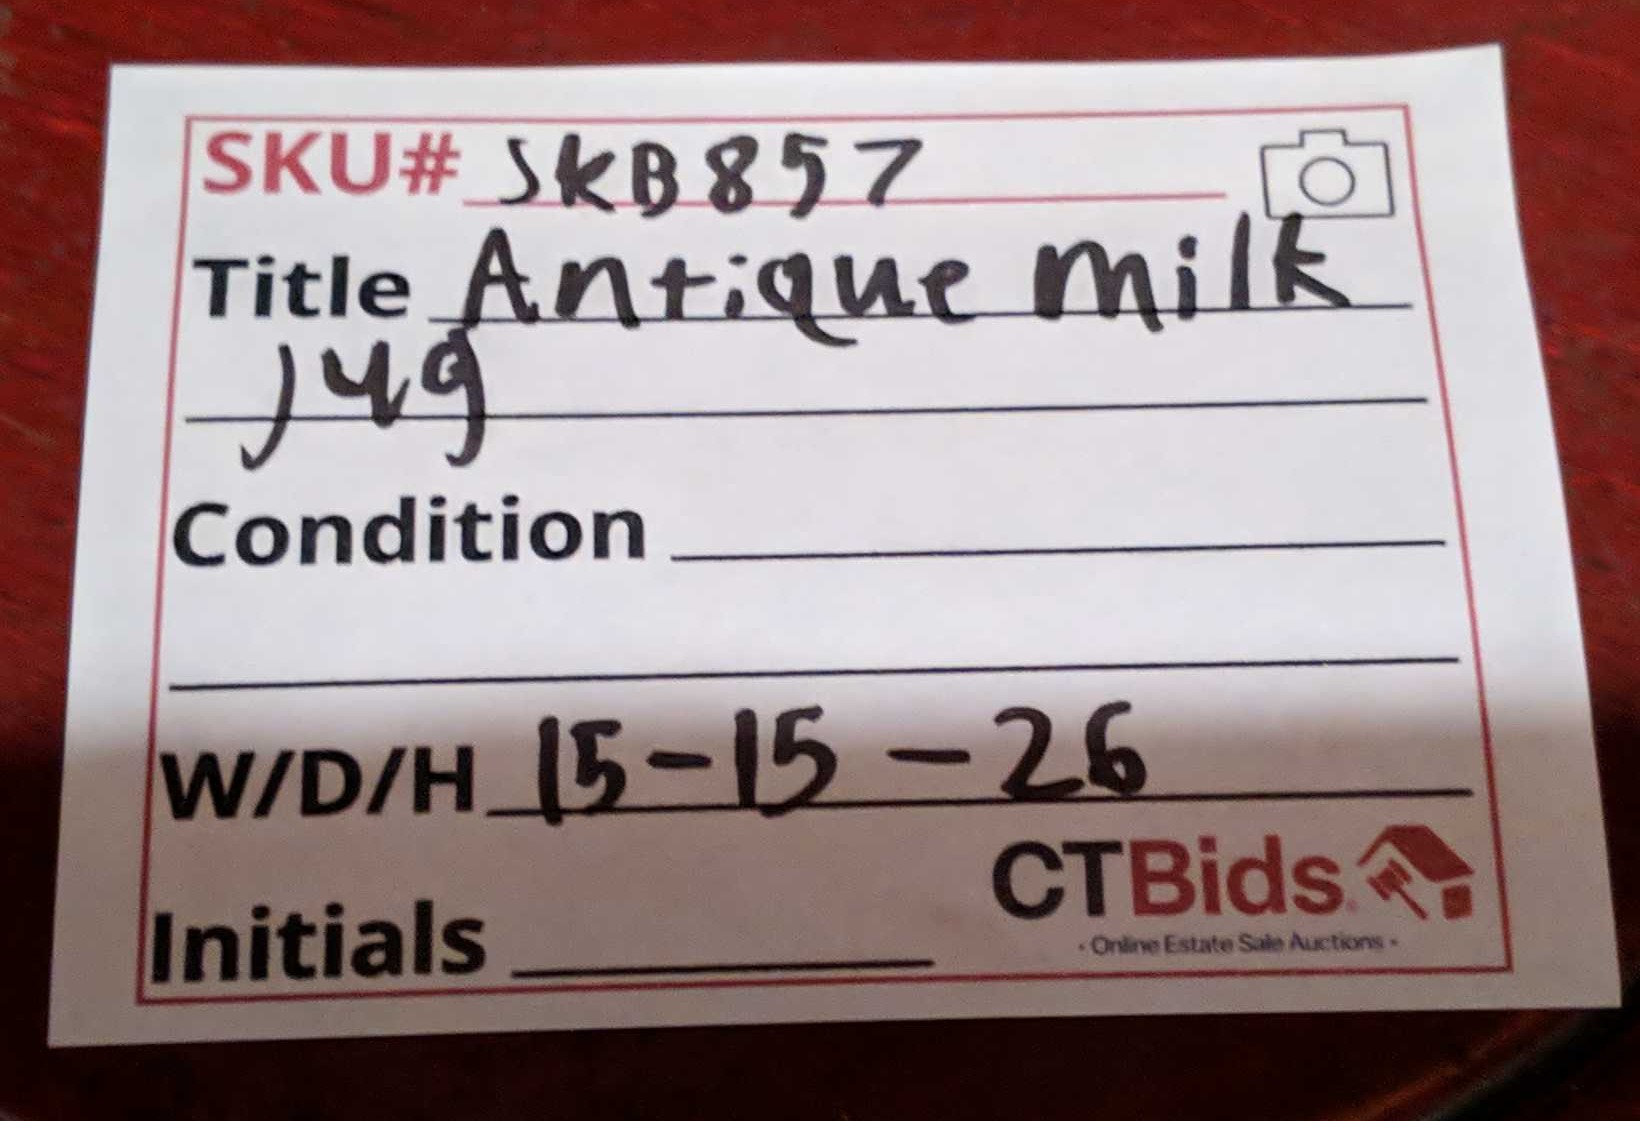 SKU# SKB857
Title Antique milk
jug
Condition
W/D/H 15-15-26
Initials
CTBids
• Online Estate Sale Auctions •